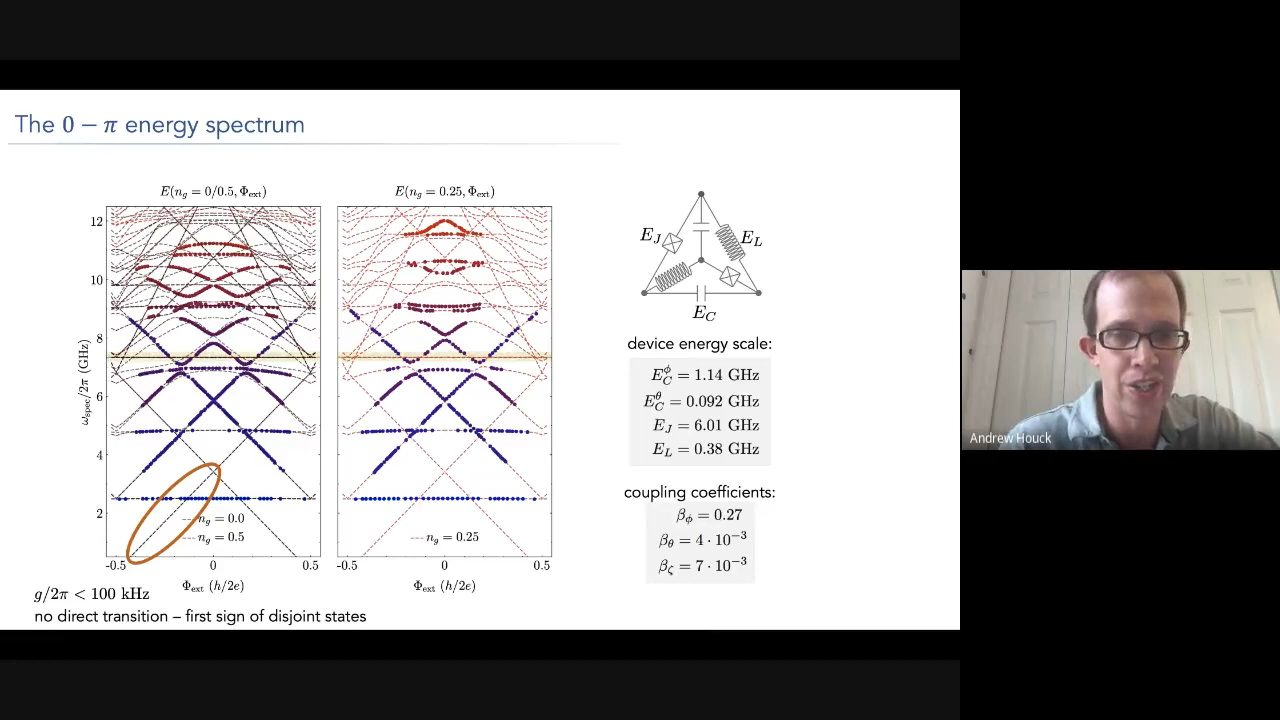 The 0 − π energy spectrum
E(n_g = 0/0.5, Φ_ext)
E(n_g = 0.25, Φ_ext)
12
10
8
6
4
2
ω_spec/2π (GHz)
n_g = 0.0
n_g = 0.5
n_g = 0.25
-0.5 0 0.5
-0.5 0 0.5
Φ_ext (h/2e)
Φ_ext (h/2e)
g/2π < 100 kHz
no direct transition – first sign of disjoint states
E_J
E_L
E_C
device energy scale:
E_C^ϕ = 1.14 GHz
E_C^θ = 0.092 GHz
E_J = 6.01 GHz
E_L = 0.38 GHz
coupling coefficients:
β_ϕ = 0.27
β_θ = 4 · 10⁻³
β_ζ = 7 · 10⁻³
Andrew Houck